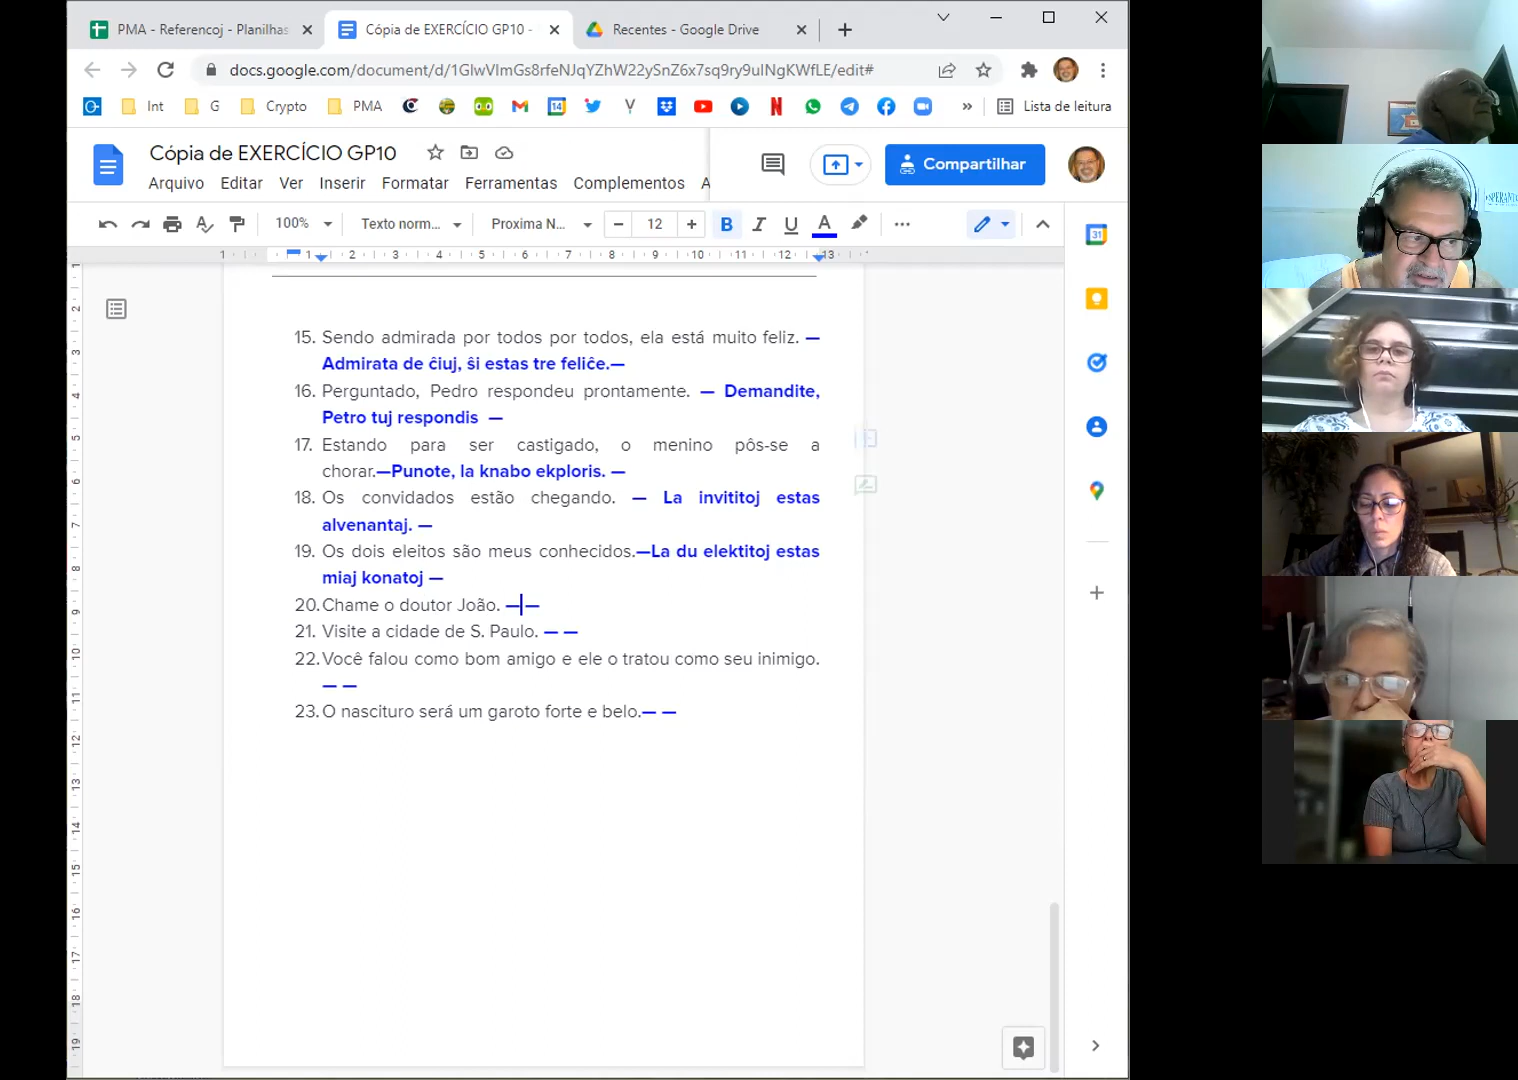 PMA - Referencoj - Planilhas
Cópia de EXERCÍCIO GP10 -
Recentes - Google Drive
docs.google.com/document/d/1GlwVlmGs8rfeNJqYZhW22ySnZ6x7sq9ry9ulNgKWfLE/edit#
Int
G
Crypto
PMA
Lista de leitura
Cópia de EXERCÍCIO GP10
Arquivo Editar Ver Inserir Formatar Ferramentas Complementos A
Compartilhar
100%
Texto norm...
Proxima N...
12
15. Sendo admirada por todos por todos, ela está muito feliz. —
Admirata de ĉiuj, ŝi estas tre feliĉe.—
16. Perguntado, Pedro respondeu prontamente. — Demandite,
Petro tuj respondis —
17. Estando para ser castigado, o menino pôs-se a
chorar.—Punote, la knabo ekploris. —
18. Os convidados estão chegando. — La invititoj estas
alvenantaj. —
19. Os dois eleitos são meus conhecidos.—La du elektitoj estas
miaj konatoj —
20. Chame o doutor João. — —
21. Visite a cidade de S. Paulo. — —
22. Você falou como bom amigo e ele o tratou como seu inimigo.
— —
23. O nascituro será um garoto forte e belo.— —